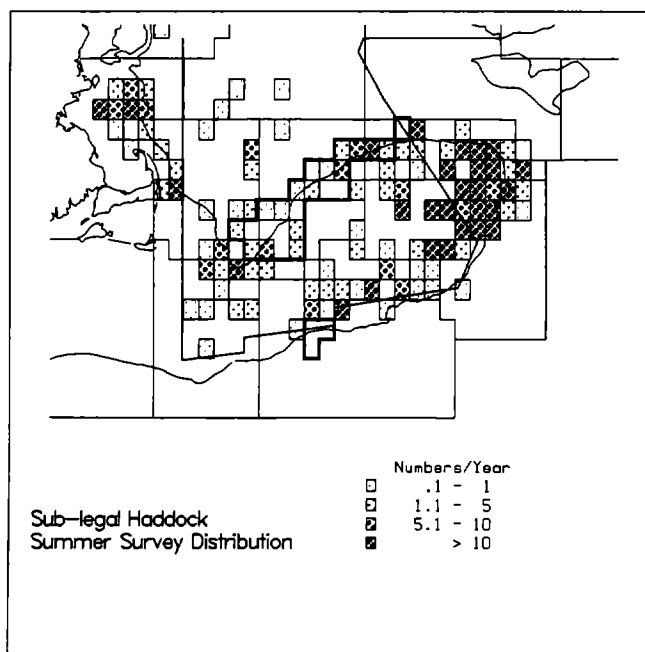 Numbers/Year
.1 - 1
1.1 - 5
5.1 - 10
> 10
Sub-legal Haddock
Summer Survey Distribution